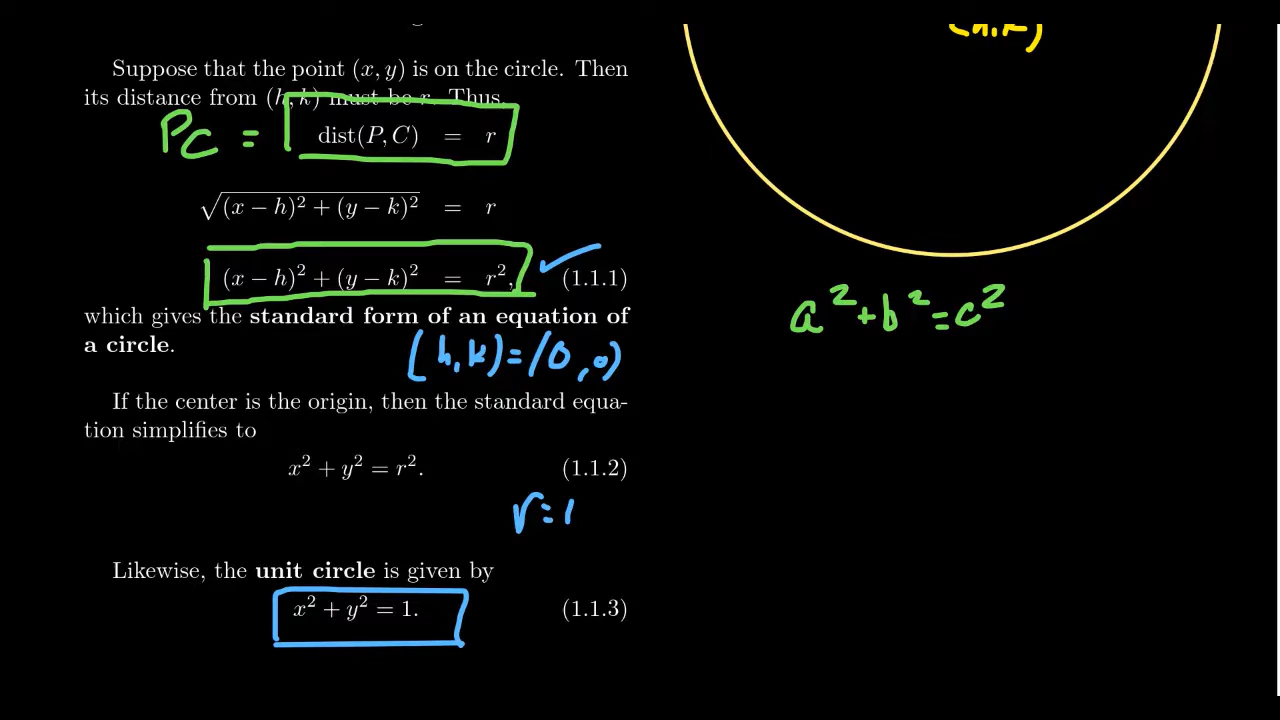 (h,k)
Suppose that the point (x, y) is on the circle. Then
its distance from (h, k) must be r. Thus,
PC = dist(P, C) = r
√(x − h)² + (y − k)² = r
(x − h)² + (y − k)² = r², (1.1.1)
a² + b² = c²
which gives the standard form of an equation of
a circle.
(h, k) = (0, 0)
If the center is the origin, then the standard equa-
tion simplifies to
x² + y² = r². (1.1.2)
r = 1
Likewise, the unit circle is given by
x² + y² = 1. (1.1.3)